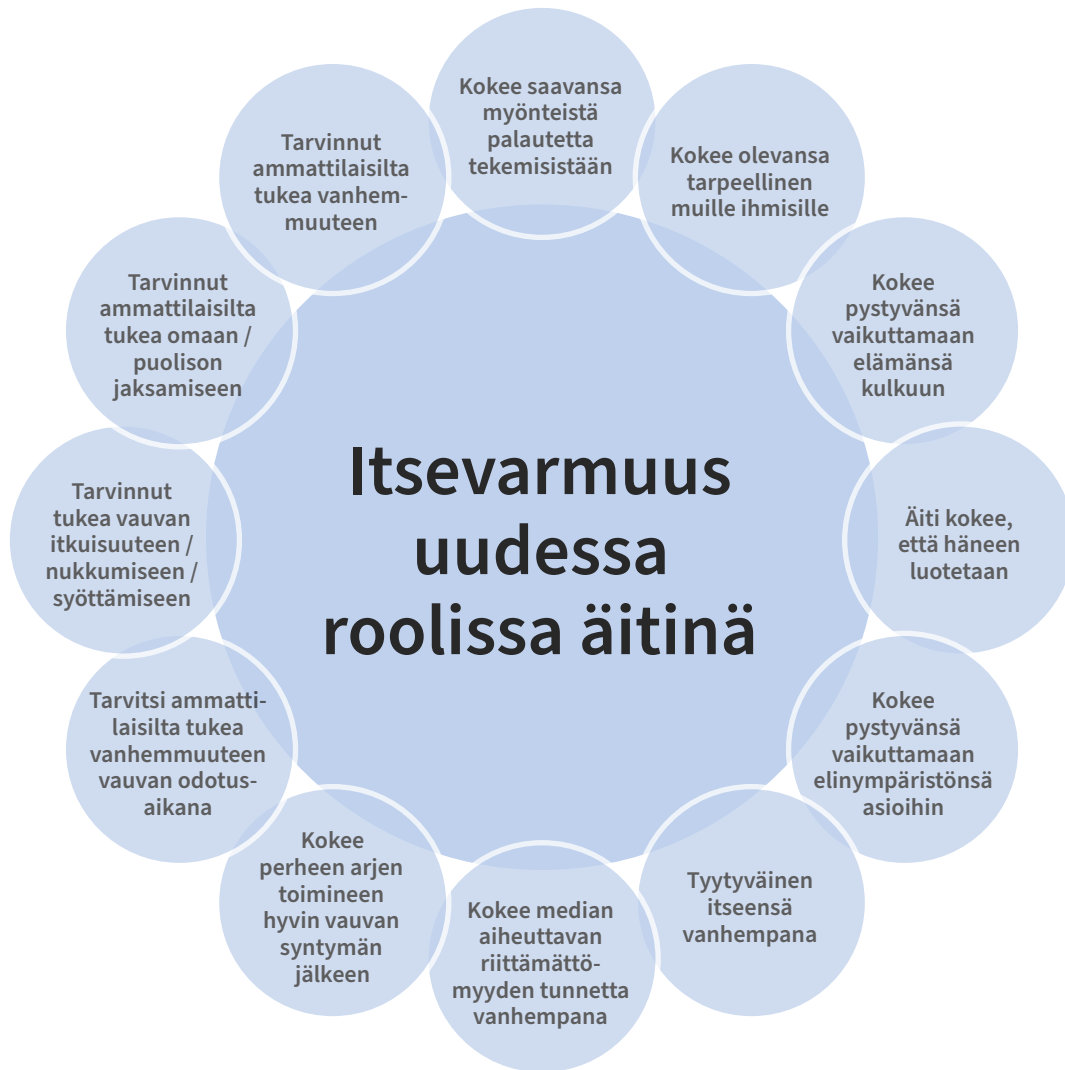 Kokee saavansa
myönteistä
palautetta
tekemisistään
Kokee olevansa
tarpeellinen
muille ihmisille
Kokee
pystyvänsä
vaikuttamaan
elämänsä
kulkuun
Äiti kokee,
että häneen
luotetaan
Kokee
pystyvänsä
vaikuttamaan
elinympäristönsä
asioihin
Tyytyväinen
itseensä
vanhempana
Kokee median
aiheuttavan
riittämättö-
myyden tunnetta
vanhempana
Kokee
perheen arjen
toimineen
hyvin vauvan
syntymän
jälkeen
Tarvitsi ammatti-
laisilta tukea
vanhemmuuteen
vauvan odotus-
aikana
Tarvinnut
tukea vauvan
itkuisuuteen /
nukkumiseen /
syöttämiseen
Tarvinnut
ammattilaisilta
tukea omaan /
puolison
jaksamiseen
Tarvinnut
ammattilaisilta
tukea vanhem-
muuteen
Itsevarmuus
uudessa
roolissa äitinä